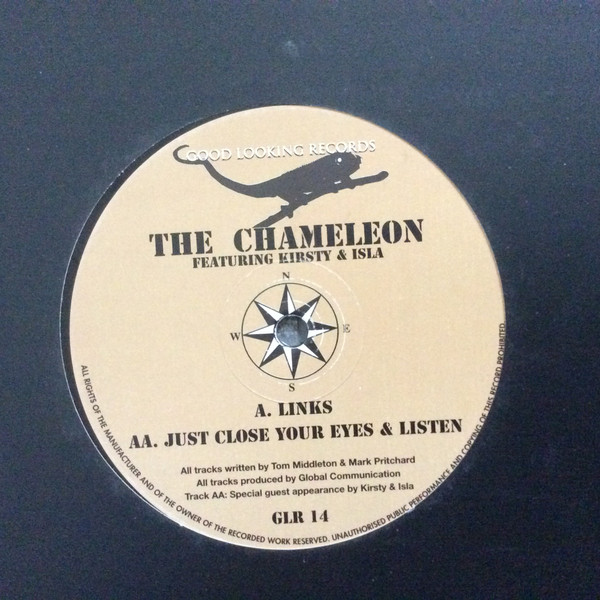 GOOD LOOKING RECORDS
THE CHAMELEON
FEATURING KIRSTY & ISLA
N
W E
S
A. LINKS
AA. JUST CLOSE YOUR EYES & LISTEN
All tracks written by Tom Middleton & Mark Pritchard
All tracks produced by Global Communication
Track AA: Special guest appearance by Kirsty & Isla
GLR 14
ALL RIGHTS OF THE MANUFACTURER AND OF THE OWNER OF THE RECORDED WORK RESERVED. UNAUTHORISED PUBLIC PERFORMANCE AND COPYING OF THIS RECORD PROHIBITED